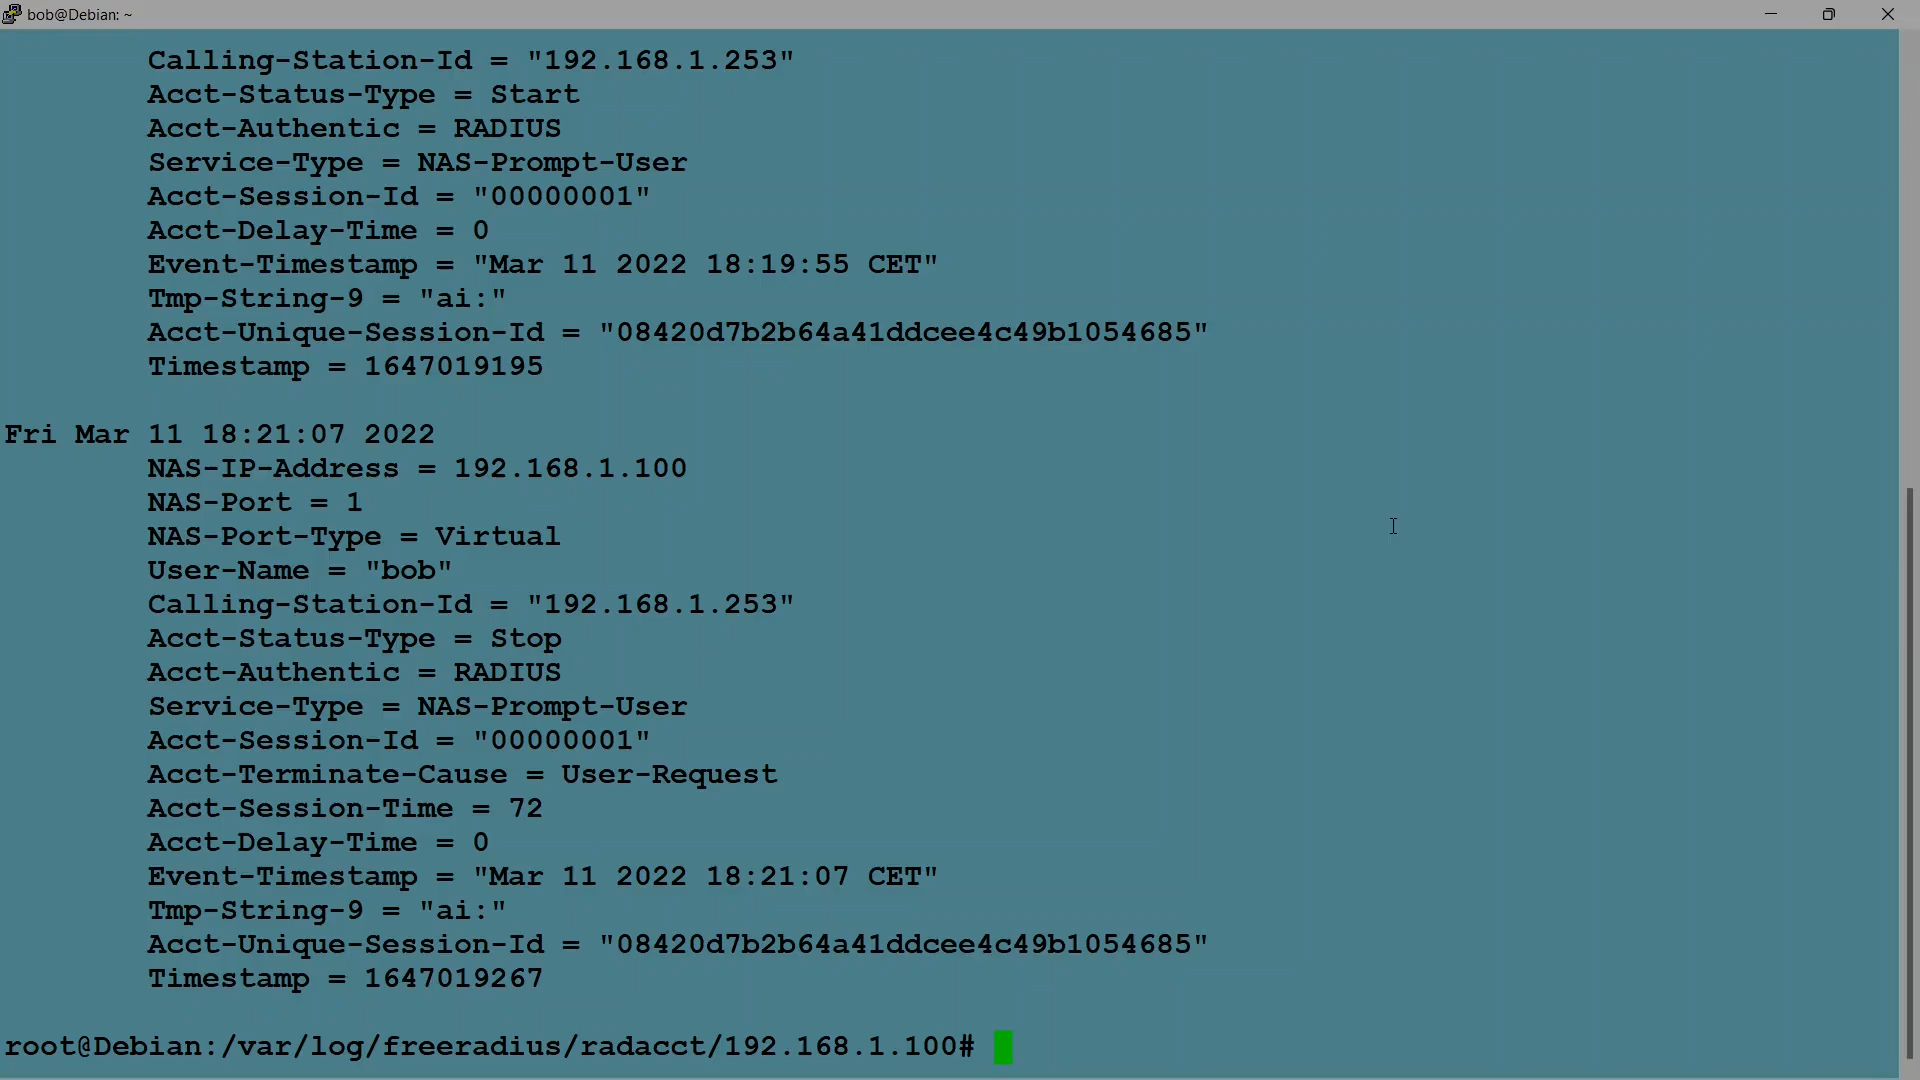 bob@Debian: ~
Calling-Station-Id = "192.168.1.253"
Acct-Status-Type = Start
Acct-Authentic = RADIUS
Service-Type = NAS-Prompt-User
Acct-Session-Id = "00000001"
Acct-Delay-Time = 0
Event-Timestamp = "Mar 11 2022 18:19:55 CET"
Tmp-String-9 = "ai:"
Acct-Unique-Session-Id = "08420d7b2b64a41ddcee4c49b1054685"
Timestamp = 1647019195
Fri Mar 11 18:21:07 2022
NAS-IP-Address = 192.168.1.100
NAS-Port = 1
NAS-Port-Type = Virtual
User-Name = "bob"
Calling-Station-Id = "192.168.1.253"
Acct-Status-Type = Stop
Acct-Authentic = RADIUS
Service-Type = NAS-Prompt-User
Acct-Session-Id = "00000001"
Acct-Terminate-Cause = User-Request
Acct-Session-Time = 72
Acct-Delay-Time = 0
Event-Timestamp = "Mar 11 2022 18:21:07 CET"
Tmp-String-9 = "ai:"
Acct-Unique-Session-Id = "08420d7b2b64a41ddcee4c49b1054685"
Timestamp = 1647019267
root@Debian:/var/log/freeradius/radacct/192.168.1.100#